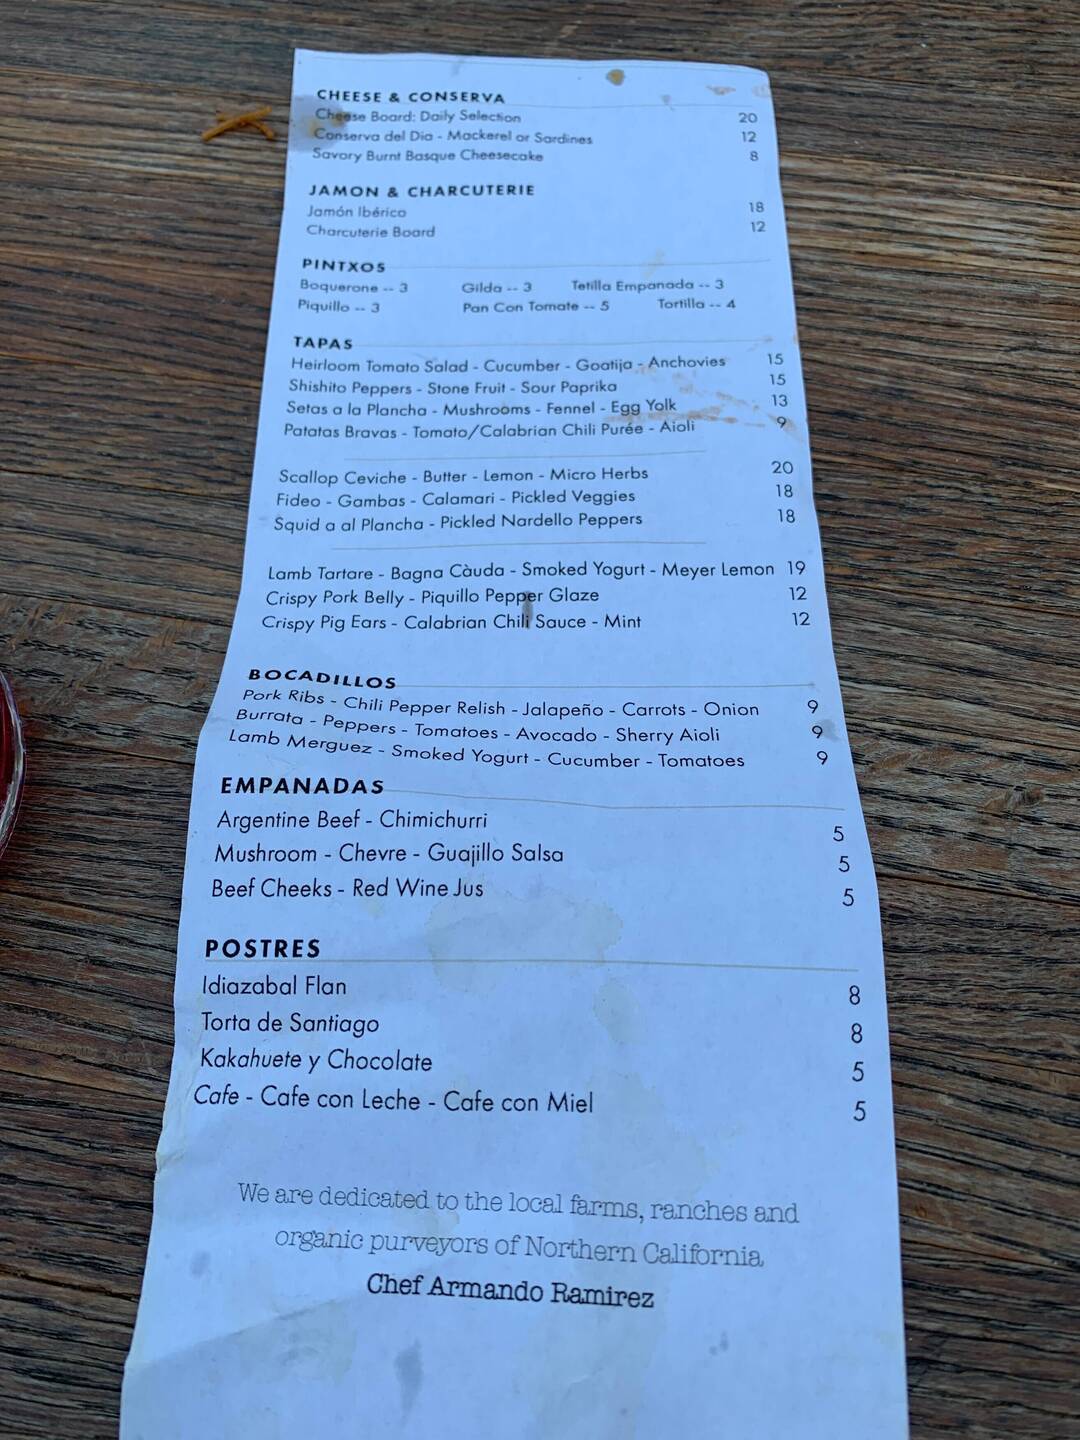 CHEESE & CONSERVA
Cheese Board: Daily Selection 20
Conserva del Dia - Mackerel or Sardines 12
Savory Burnt Basque Cheesecake 8
JAMON & CHARCUTERIE
Jamón Ibérico 18
Charcuterie Board 12
PINTXOS
Boquerone -- 3 Gilda -- 3 Tetilla Empanada -- 3
Piquillo -- 3 Pan Con Tomate -- 5 Tortilla -- 4
TAPAS
Heirloom Tomato Salad - Cucumber - Goatija - Anchovies 15
Shishito Peppers - Stone Fruit - Sour Paprika 15
Setas a la Plancha - Mushrooms - Fennel - Egg Yolk 13
Patatas Bravas - Tomato/Calabrian Chili Purée - Aioli 9
Scallop Ceviche - Butter - Lemon - Micro Herbs 20
Fideo - Gambas - Calamari - Pickled Veggies 18
Squid a al Plancha - Pickled Nardello Peppers 18
Lamb Tartare - Bagna Càuda - Smoked Yogurt - Meyer Lemon 19
Crispy Pork Belly - Piquillo Pepper Glaze 12
Crispy Pig Ears - Calabrian Chili Sauce - Mint 12
BOCADILLOS
Pork Ribs - Chili Pepper Relish - Jalapeño - Carrots - Onion 9
Burrata - Peppers - Tomatoes - Avocado - Sherry Aioli 9
Lamb Merguez - Smoked Yogurt - Cucumber - Tomatoes 9
EMPANADAS
Argentine Beef - Chimichurri 5
Mushroom - Chevre - Guajillo Salsa 5
Beef Cheeks - Red Wine Jus 5
POSTRES
Idiazabal Flan 8
Torta de Santiago 8
Kakahuete y Chocolate 5
Cafe - Cafe con Leche - Cafe con Miel 5
We are dedicated to the local farms, ranches and
organic purveyors of Northern California
Chef Armando Ramirez